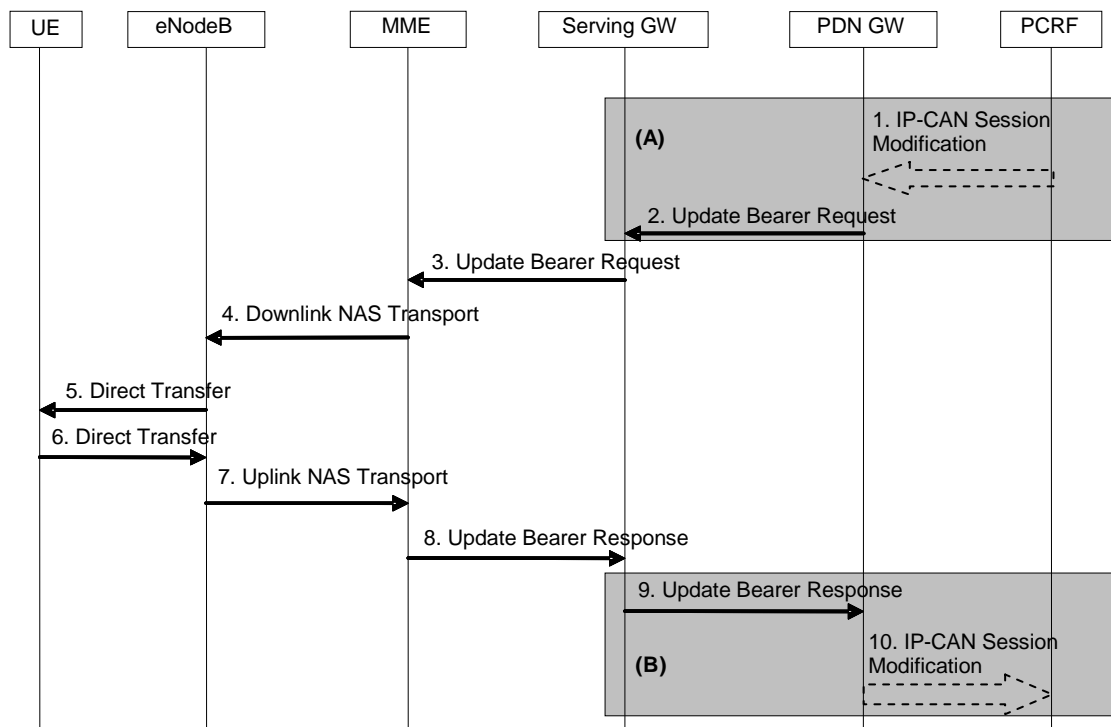 UE
eNodeB
MME
Serving GW
PDN GW
PCRF
(A)
1. IP-CAN Session
Modification
2. Update Bearer Request
3. Update Bearer Request
4. Downlink NAS Transport
5. Direct Transfer
6. Direct Transfer
7. Uplink NAS Transport
8. Update Bearer Response
9. Update Bearer Response
(B)
10. IP-CAN Session
Modification